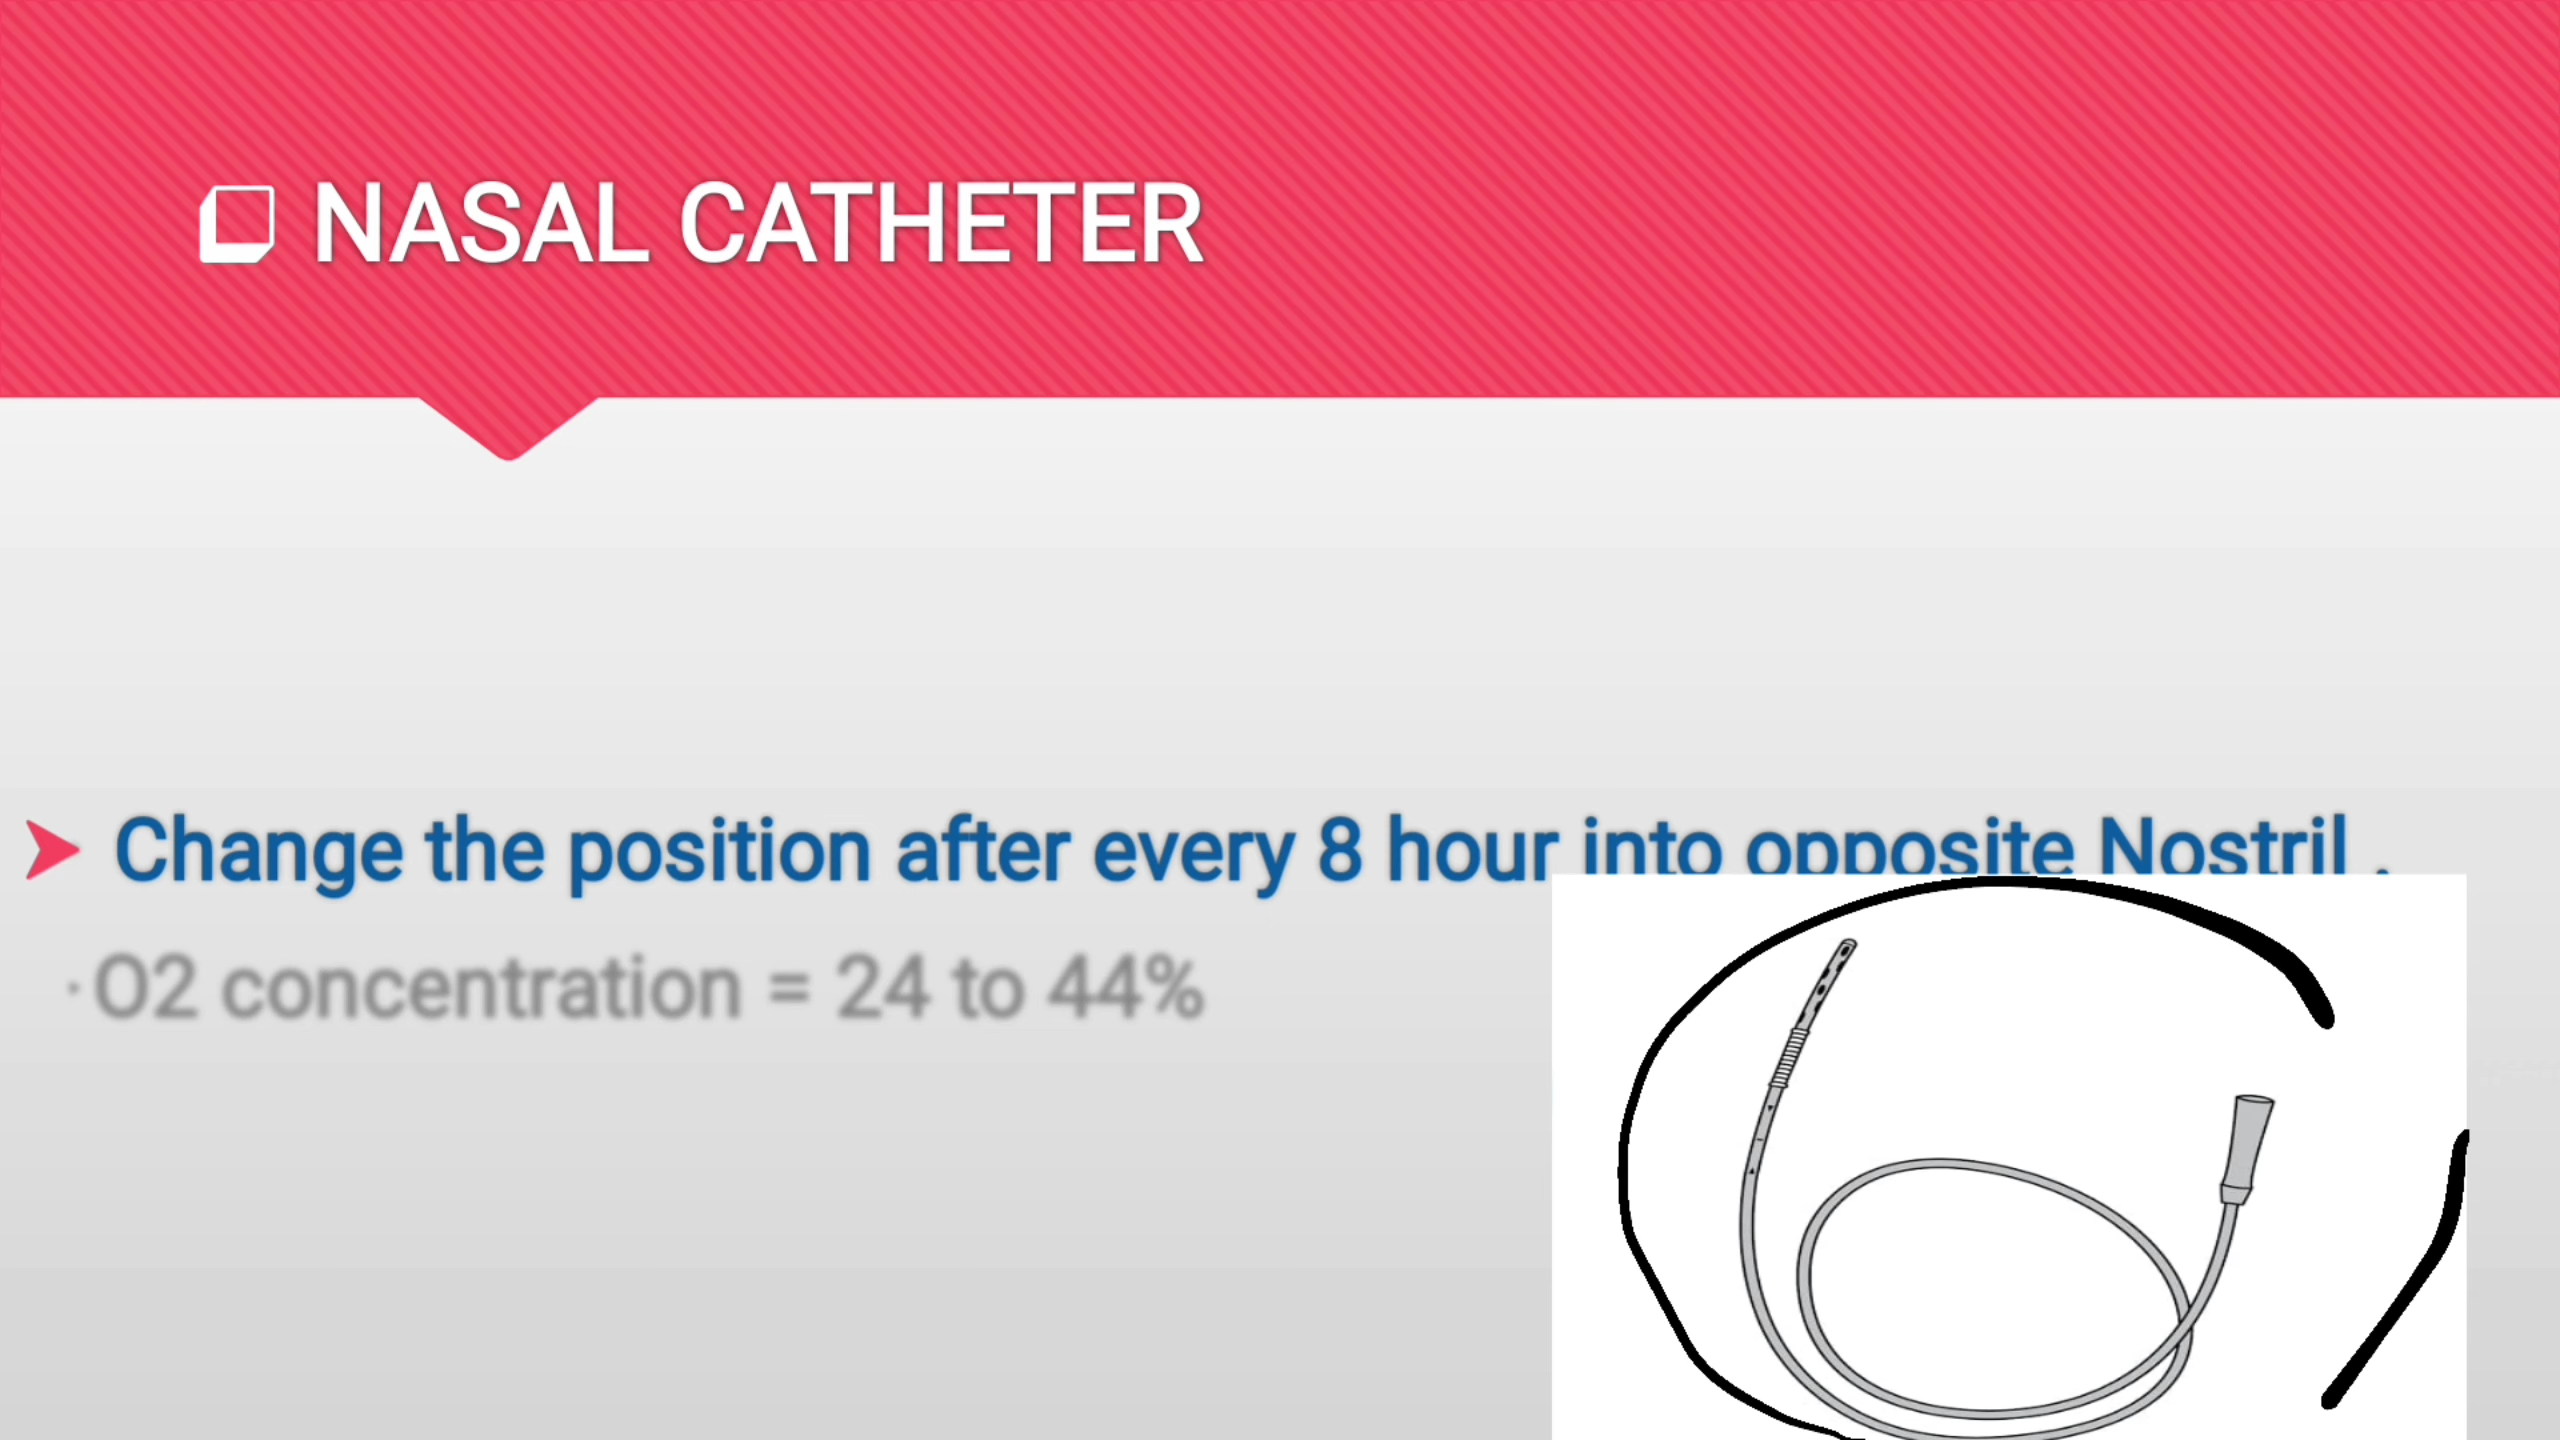 NASAL CATHETER
Change the position after every 8 hour into opposite Nostril .
O2 concentration = 24 to 44%